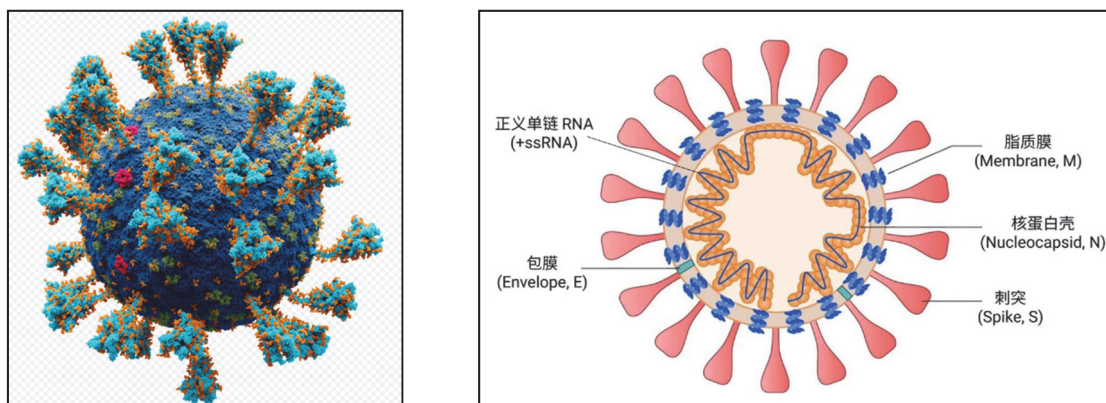 正义单链 RNA
(+ssRNA)
脂质膜
(Membrane, M)
核蛋白壳
(Nucleocapsid, N)
包膜
(Envelope, E)
刺突
(Spike, S)